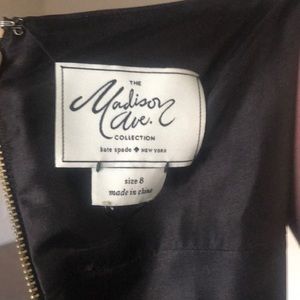 THE
Madison
Ave.
COLLECTION
kate spade ♠ NEW YORK
size 8
made in china